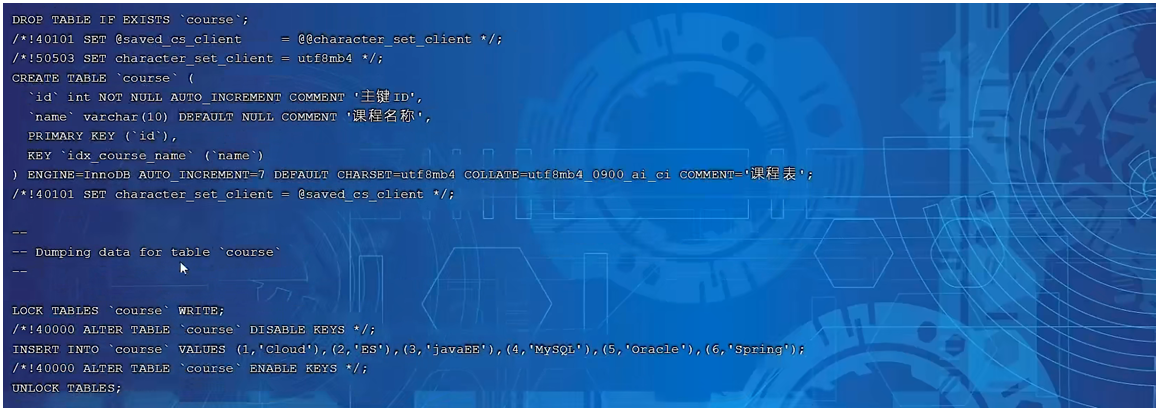 DROP TABLE IF EXISTS `course`;
/*!40101 SET @saved_cs_client     = @@character_set_client */;
/*!50503 SET character_set_client = utf8mb4 */;
CREATE TABLE `course` (
  `id` int NOT NULL AUTO_INCREMENT COMMENT '主键ID',
  `name` varchar(10) DEFAULT NULL COMMENT '课程名称',
  PRIMARY KEY (`id`),
  KEY `idx_course_name` (`name`)
) ENGINE=InnoDB AUTO_INCREMENT=7 DEFAULT CHARSET=utf8mb4 COLLATE=utf8mb4_0900_ai_ci COMMENT='课程表';
/*!40101 SET character_set_client = @saved_cs_client */;
--
-- Dumping data for table `course`
--
LOCK TABLES `course` WRITE;
/*!40000 ALTER TABLE `course` DISABLE KEYS */;
INSERT INTO `course` VALUES (1,'Cloud'),(2,'ES'),(3,'javaEE'),(4,'MySQL'),(5,'Oracle'),(6,'Spring');
/*!40000 ALTER TABLE `course` ENABLE KEYS */;
UNLOCK TABLES;